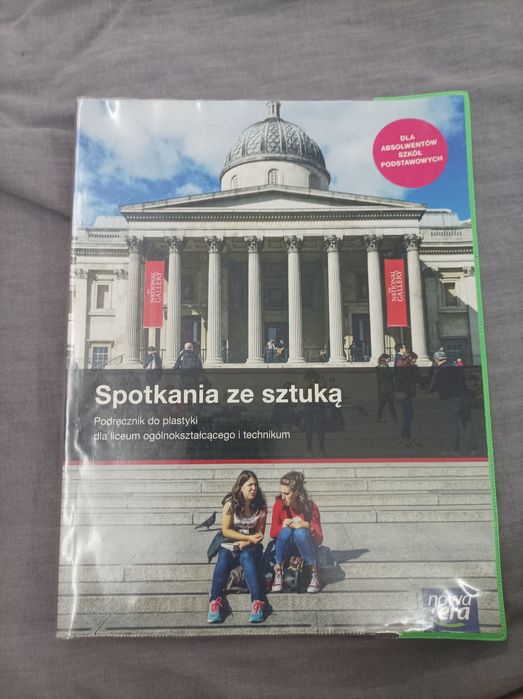 DLA
ABSOLWENTÓW
SZKÓŁ
PODSTAWOWYCH
THE
NATIONAL
GALLERY
THE
NATIONAL
GALLERY
Spotkania ze sztuką
Podręcznik do plastyki
dla liceum ogólnokształcącego i technikum
nowa
era